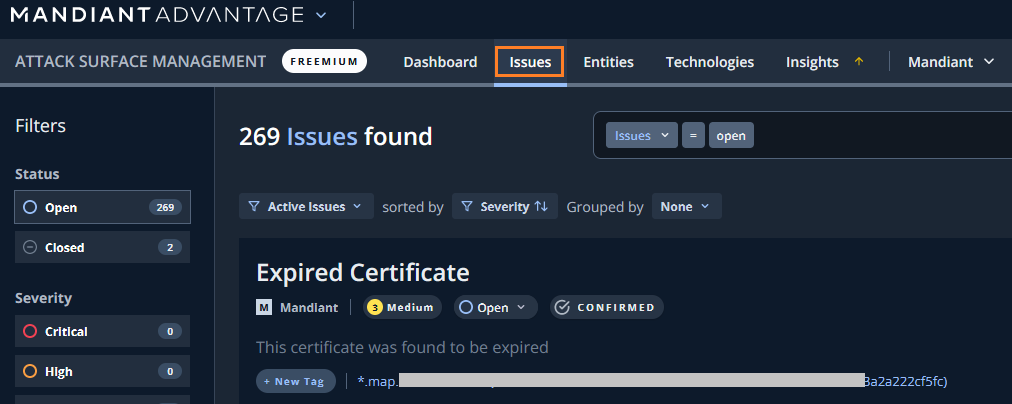 MANDIANT ADVANTAGE
ATTACK SURFACE MANAGEMENT FREEMIUM Dashboard Issues Entities Technologies Insights Mandiant
Filters
Status
Open 269
Closed 2
Severity
Critical 0
High 0
269 Issues found
Issues = open
Active Issues sorted by Severity Grouped by None
Expired Certificate
M Mandiant 3 Medium Open CONFIRMED
This certificate was found to be expired
+ New Tag *.map. 3a2a222cf5fc)